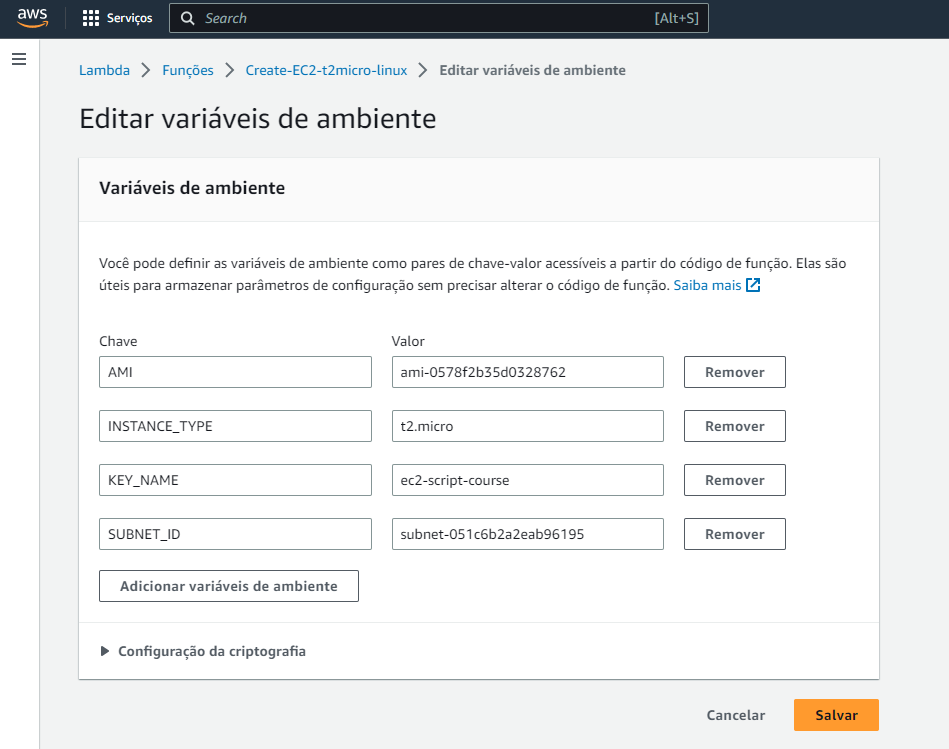 aws Serviços Search [Alt+S]
Lambda > Funções > Create-EC2-t2micro-linux > Editar variáveis de ambiente
Editar variáveis de ambiente
Variáveis de ambiente
Você pode definir as variáveis de ambiente como pares de chave-valor acessíveis a partir do código de função. Elas são
úteis para armazenar parâmetros de configuração sem precisar alterar o código de função. Saiba mais
Chave Valor
AMI ami-0578f2b35d0328762 Remover
INSTANCE_TYPE t2.micro Remover
KEY_NAME ec2-script-course Remover
SUBNET_ID subnet-051c6b2a2eab96195 Remover
Adicionar variáveis de ambiente
Configuração da criptografia
Cancelar Salvar